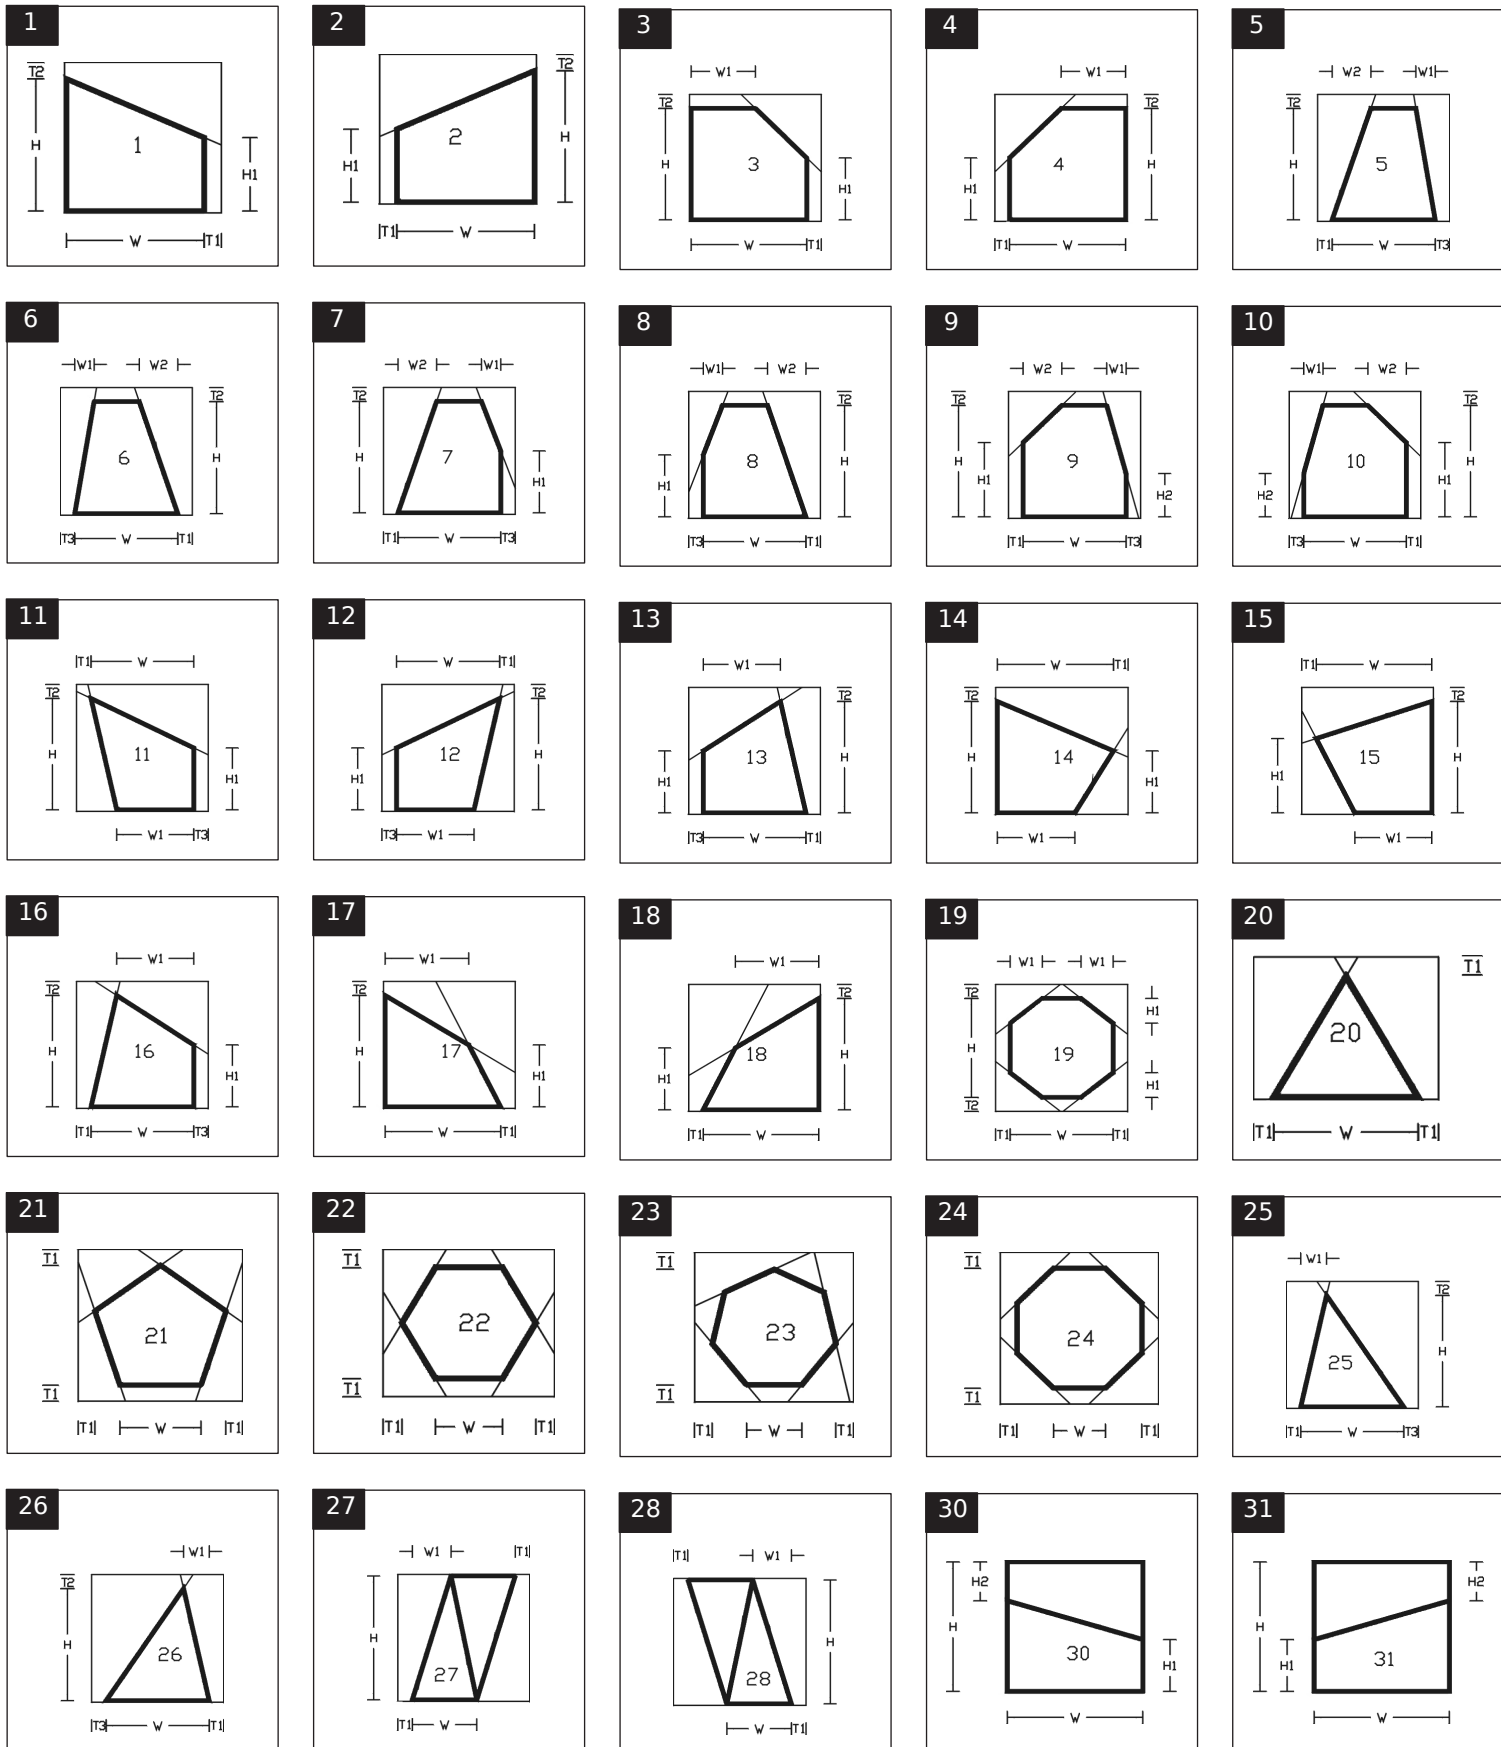 1
T2
H
1
H1
W T1
2
T2
H1
2
H
T1 W
3
W1
T2
H
3
H1
W T1
4
W1
T2
H1
4
H
T1 W
5
W2 W1
T2
H
5
T1 W T3
6
W1 W2
T2
6
H
T3 W T1
7
W2 W1
T2
H
7
H1
T1 W T3
8
W1 W2
T2
H1
8
H
T3 W T1
9
W2 W1
T2
H
H1
9
H2
T1 W T3
10
W1 W2
T2
H2
10
H1
H
T3 W T1
11
T1 W
T2
H
11
H1
W1 T3
12
W T1
T2
H1
12
H
T3 W1
13
W1
T2
H1
13
H
T3 W T1
14
W T1
T2
H
14
H1
W1
15
T1 W
T2
H1
15
H
W1
16
W1
T2
H
16
H1
T1 W T3
17
W1
T2
H
17
H1
W T1
18
W1
T2
H1
18
H
T1 W
19
W1 W1
T2
H1
H
19
H1
T2
T1 W T1
20
T1
20
T1 W T1
21
T1
21
T1
T1 W T1
22
T1
22
T1
T1 W T1
23
T1
23
T1
T1 W T1
24
T1
24
T1
T1 W T1
25
W1
T2
H
25
T1 W T3
26
W1
T2
H
26
T3 W T1
27
W1 T1
H
27
T1 W
28
T1 W1
H
28
W T1
30
H2
H
30
H1
W
31
H2
H
H1
31
W